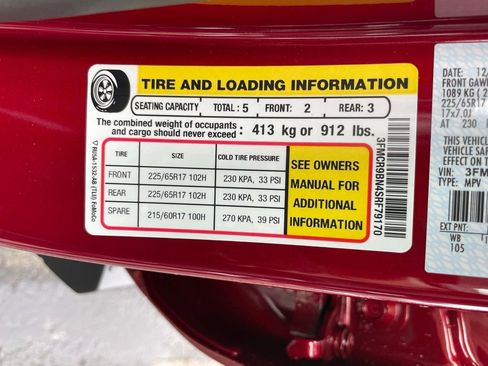 TIRE AND LOADING INFORMATION
SEATING CAPACITY TOTAL : 5 FRONT: 2 REAR: 3
The combined weight of occupants and cargo should never exceed : 413 kg or 912 lbs.
TIRE SIZE COLD TIRE PRESSURE
FRONT 225/65R17 102H 230 KPA, 33 PSI
REAR 225/65R17 102H 230 KPA, 33 PSI
SPARE 215/60R17 100H 270 KPA, 39 PSI
SEE OWNERS
MANUAL FOR
ADDITIONAL
INFORMATION
3FMCR9BN4SRF79170
DATE: 12/
FRONT GAWR
1089 KG ( 2
225/65R17
17x7.0J
AT 230
THIS VEHICLE
VEHICLE SAF
VIN: 3FM
TYPE: MPV
EXT PNT:
WB
105